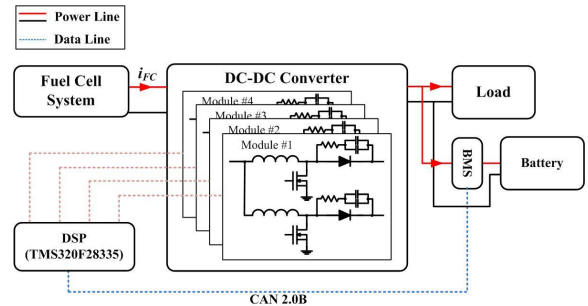 Power Line
Data Line
Fuel Cell
System
iFC
DC-DC Converter
Module #4
Module #3
Module #2
Module #1
Load
BMS
Battery
DSP
(TMS320F28335)
CAN 2.0B